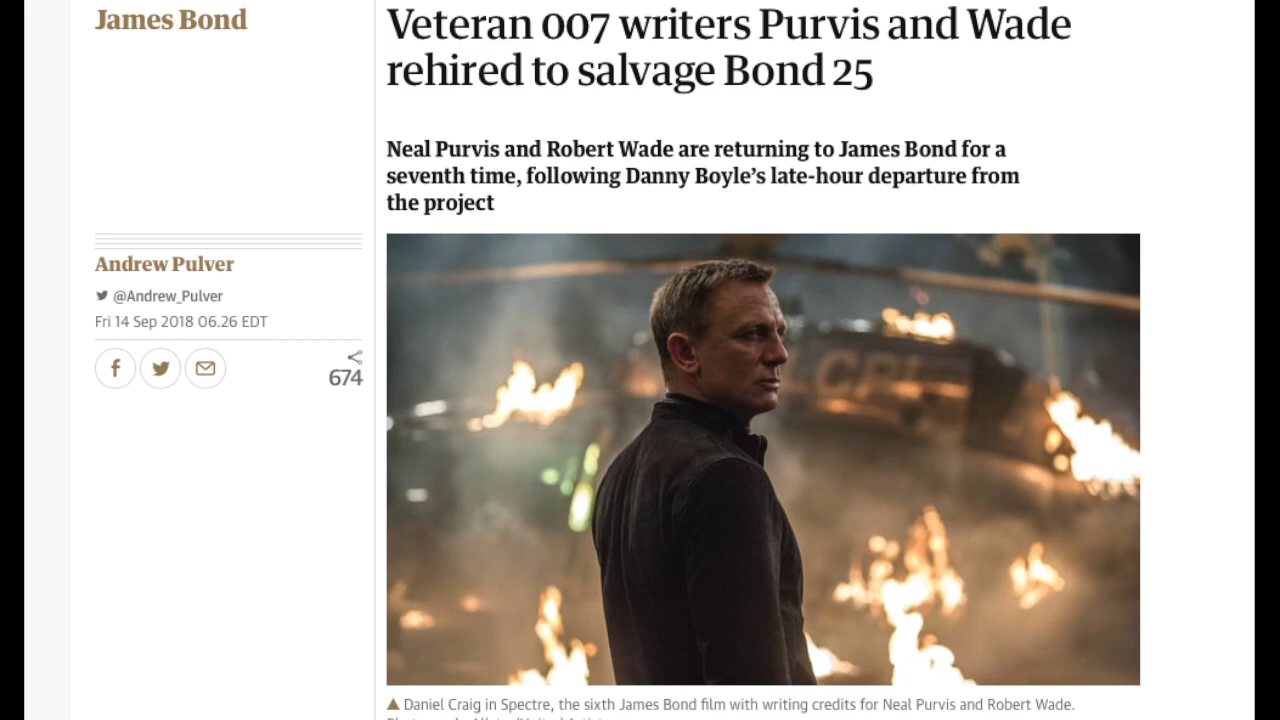 James Bond
Veteran 007 writers Purvis and Wade
rehired to salvage Bond 25
Neal Purvis and Robert Wade are returning to James Bond for a
seventh time, following Danny Boyle’s late-hour departure from
the project
Andrew Pulver
@Andrew_Pulver
Fri 14 Sep 2018 06.26 EDT
674
Daniel Craig in Spectre, the sixth James Bond film with writing credits for Neal Purvis and Robert Wade.